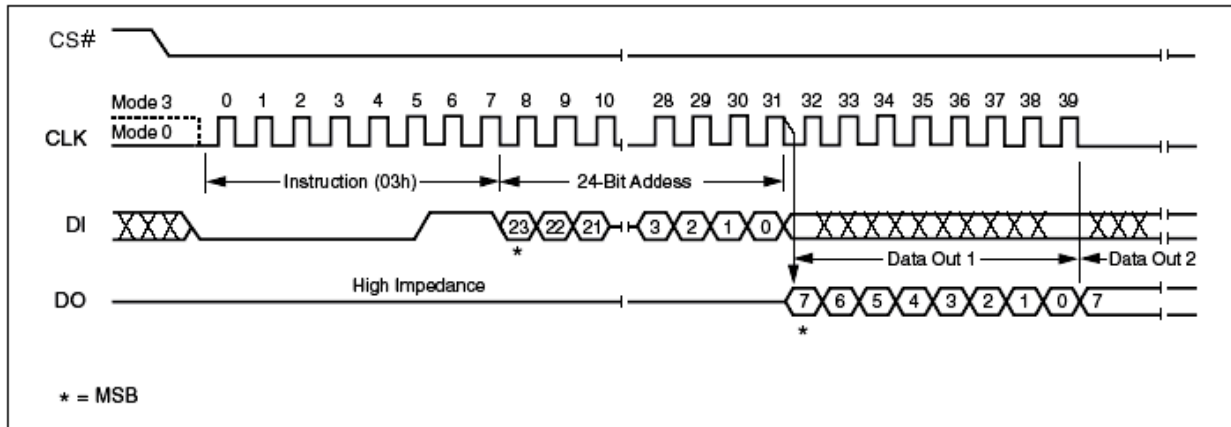 CS#
Mode 3 0 1 2 3 4 5 6 7 8 9 10 28 29 30 31 32 33 34 35 36 37 38 39
CLK Mode 0
Instruction (03h) 24-Bit Addess
DI 23 22 21 3 2 1 0
* Data Out 1 Data Out 2
High Impedance
DO 7 6 5 4 3 2 1 0 7
*
* = MSB